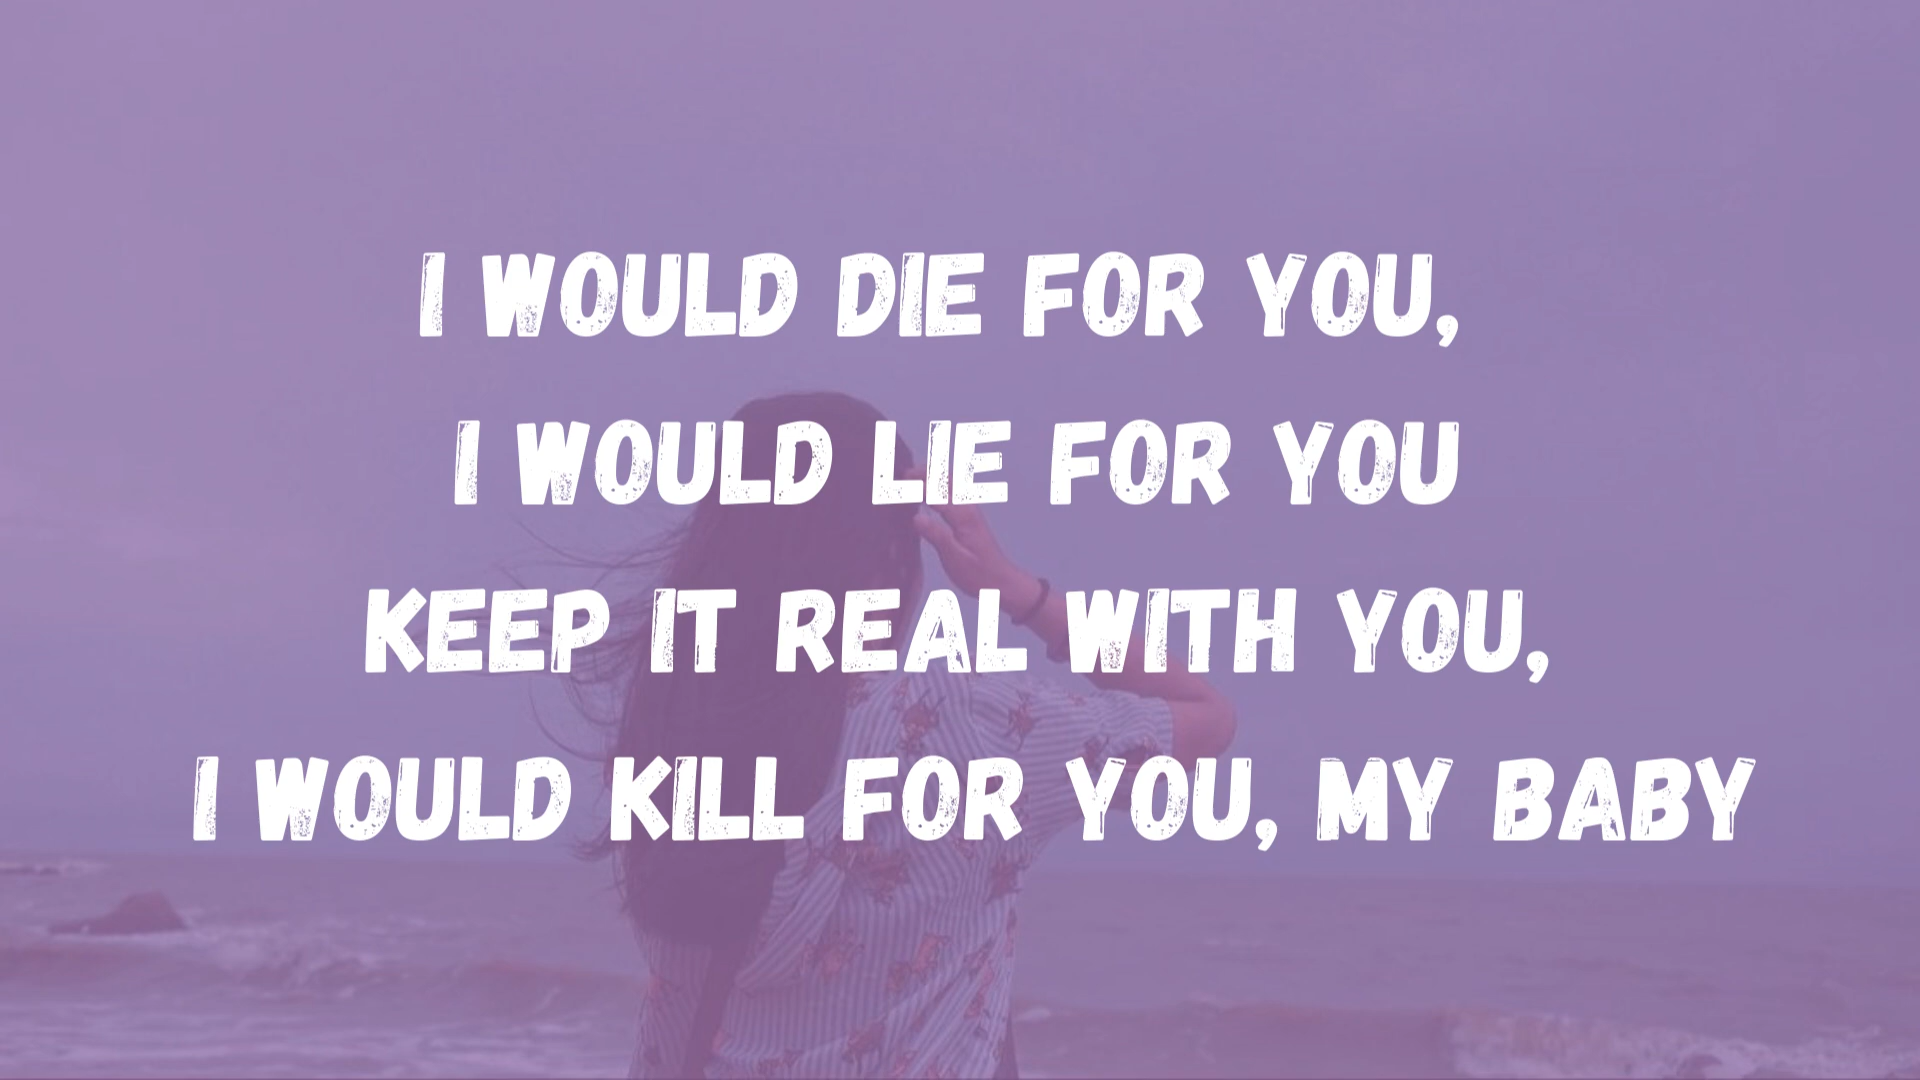 I WOULD DIE FOR YOU,
I WOULD LIE FOR YOU
KEEP IT REAL WITH YOU,
I WOULD KILL FOR YOU, MY BABY